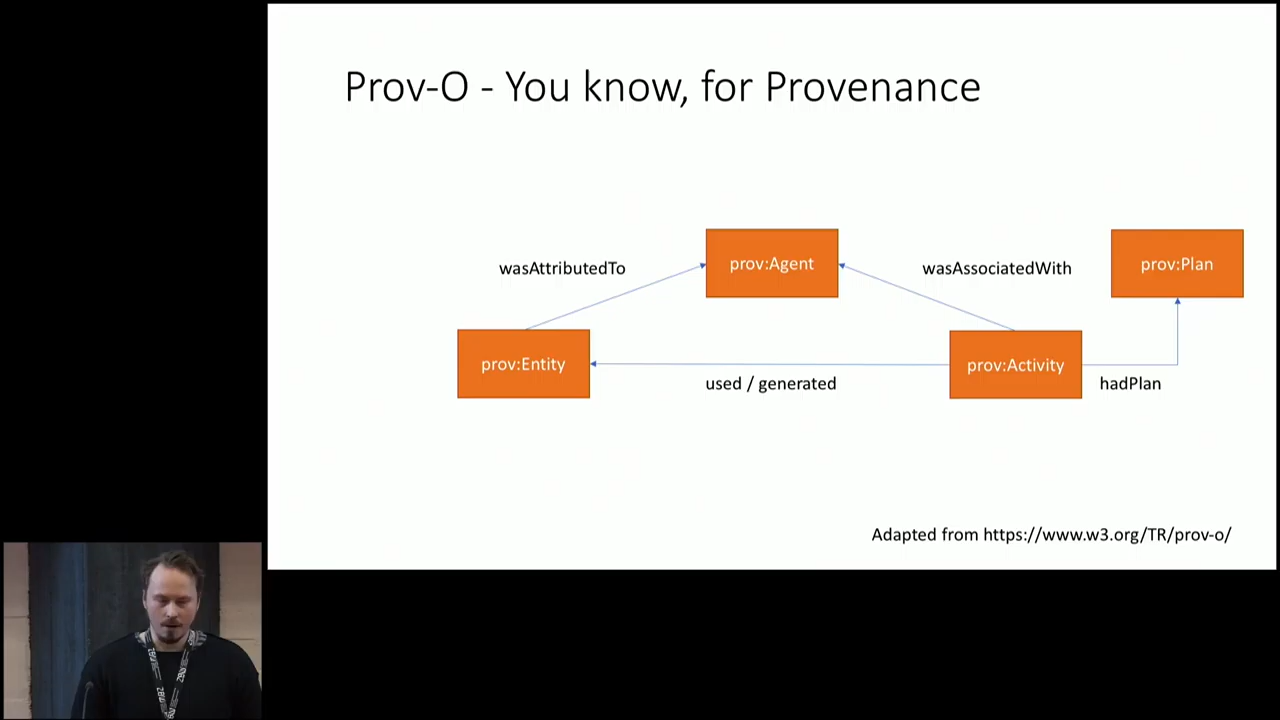 Prov-O - You know, for Provenance
wasAttributedTo
prov:Agent
wasAssociatedWith
prov:Plan
prov:Entity
used / generated
prov:Activity
hadPlan
Adapted from https://www.w3.org/TR/prov-o/